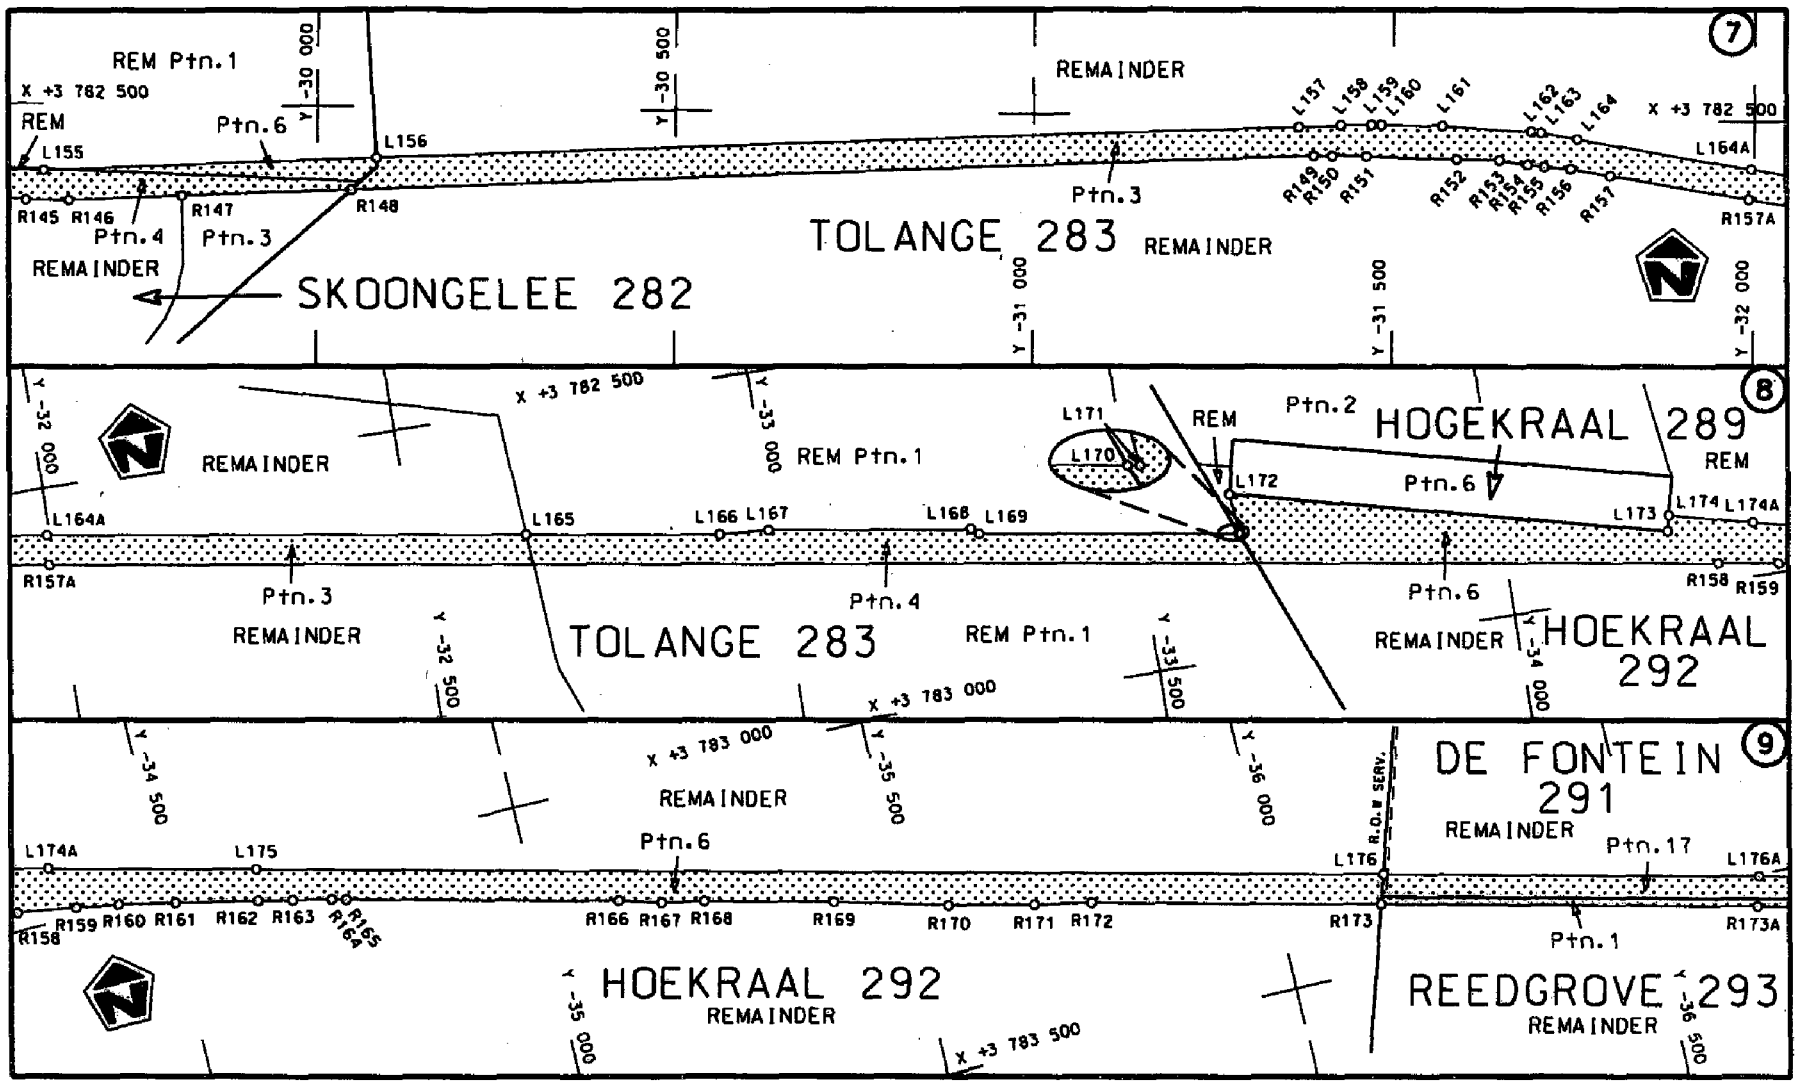 7
REM Ptn.1
Y -30 000
Y -30 500
REMAINDER
X +3 782 500
REM
Ptn.6
L155
L156
L157
L158
L159
L160
L161
L162
L163
L164
X +3 782 500
L164A
R145
R146
R147
R148
Ptn.4
Ptn.3
Ptn.3
R149
R150
R151
R152
R153
R154
R155
R156
R157
R157A
REMAINDER
TOLANGE 283
REMAINDER
N
SKOONGELEE 282
Y -31 000
Y -31 500
Y -32 000
8
Y -32 000
X +3 782 500
Y -33 000
N
REMAINDER
REM Ptn.1
L171
L170
REM
Ptn.2
HOGEKRAAL 289
REM
Ptn.6
L172
L173
L174
L174A
L164A
L165
L166
L167
L168
L169
R157A
R158
R159
Ptn.3
Ptn.4
Ptn.6
REMAINDER
Y -32 500
TOLANGE 283
REM Ptn.1
Y -33 500
REMAINDER
Y -34 000
HOEKRAAL
292
X +3 783 000
9
Y -34 500
X +3 783 000
Y -35 500
Y -36 000
R.O.W SERV.
DE FONTEIN
291
REMAINDER
REMAINDER
Ptn.6
Ptn.17
L174A
L175
L176
L176A
R158
R159
R160
R161
R162
R163
R164
R165
R166
R167
R168
R169
R170
R171
R172
R173
R173A
Ptn.1
N
Y -35 000
HOEKRAAL 292
REMAINDER
X +3 783 500
REEDGROVE 293
REMAINDER
Y -36 500